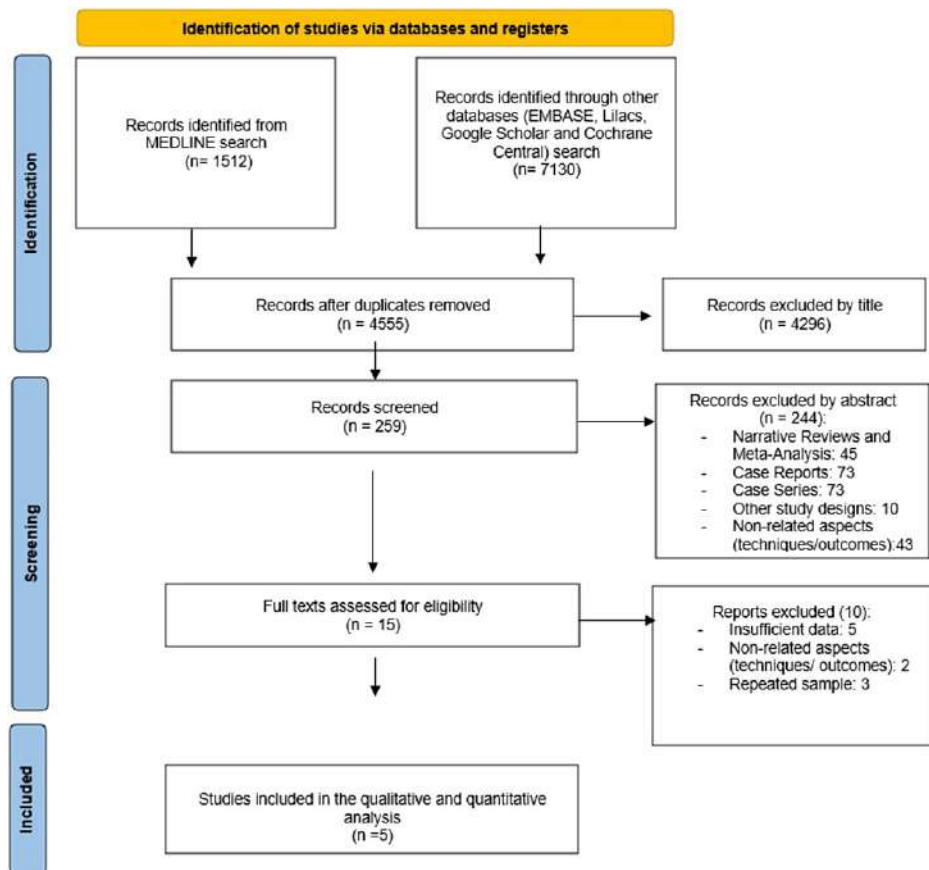 Identification of studies via databases and registers
Identification
Records identified from
MEDLINE search
(n= 1512)
Records identified through other
databases (EMBASE, Lilacs,
Google Scholar and Cochrane
Central) search
(n= 7130)
Records after duplicates removed
(n = 4555)
Records excluded by title
(n = 4296)
Screening
Records screened
(n = 259)
Records excluded by abstract
(n = 244):
- Narrative Reviews and
Meta-Analysis: 45
- Case Reports: 73
- Case Series: 73
- Other study designs: 10
- Non-related aspects
(techniques/outcomes):43
Full texts assessed for eligibility
(n = 15)
Reports excluded (10):
- Insufficient data: 5
- Non-related aspects
(techniques/ outcomes): 2
- Repeated sample: 3
Included
Studies included in the qualitative and quantitative
analysis
(n =5)